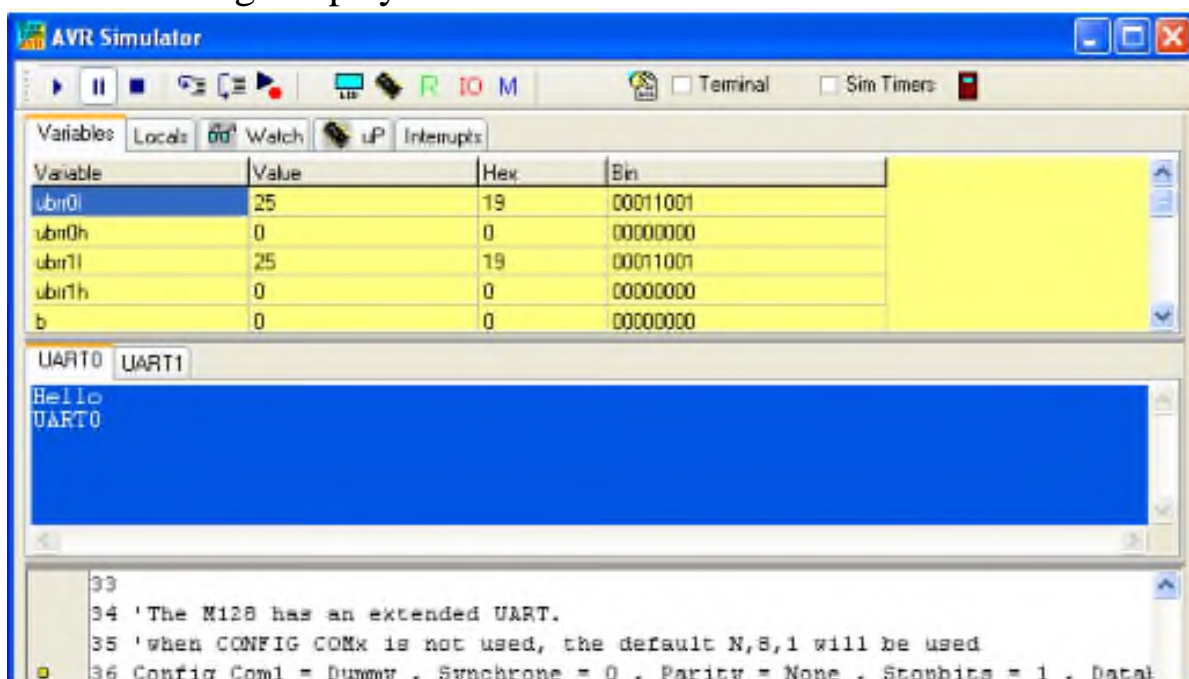 AVR Simulator
R IO M Terminal Sim Timers
Variables Locals Watch uP Interrupts
Variable Value Hex Bin
ubrr0l 25 19 00011001
ubrr0h 0 0 00000000
ubrr1l 25 19 00011001
ubrr1h 0 0 00000000
b 0 0 00000000
UART0 UART1
Hello
UART0
33
34 'The M128 has an extended UART.
35 'when CONFIG COMx is not used, the default N,8,1 will be used
36 Config Com1 = Dummy , Synchrone = 0 , Parity = None , Stopbits = 1 ,